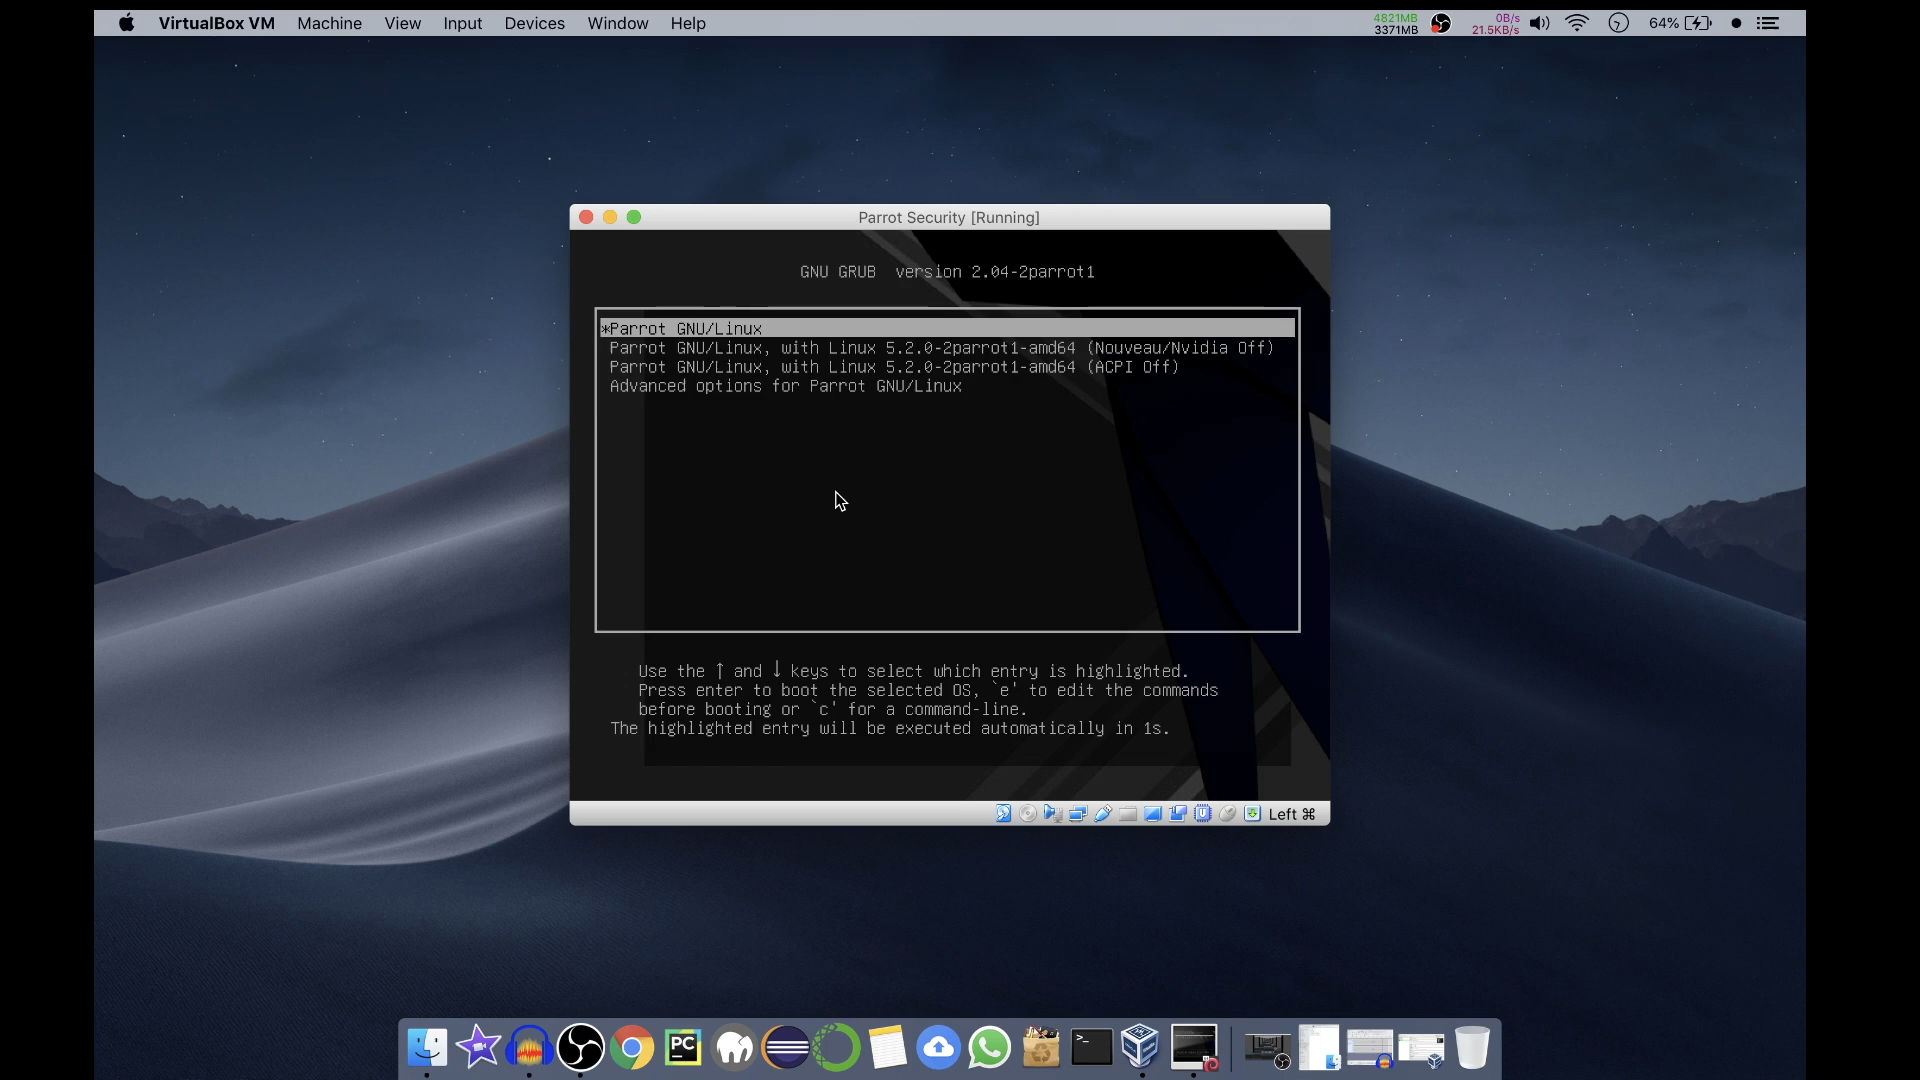 VirtualBox VM Machine View Input Devices Window Help 4821MB 3371MB 0B/s 21.5KB/s 64%
Parrot Security [Running]
GNU GRUB version 2.04-2parrot1
*Parrot GNU/Linux
Parrot GNU/Linux, with Linux 5.2.0-2parrot1-amd64 (Nouveau/Nvidia Off)
Parrot GNU/Linux, with Linux 5.2.0-2parrot1-amd64 (ACPI Off)
Advanced options for Parrot GNU/Linux
Use the ↑ and ↓ keys to select which entry is highlighted.
Press enter to boot the selected OS, `e' to edit the commands
before booting or `c' for a command-line.
The highlighted entry will be executed automatically in 1s.
Left ⌘
PC
>_